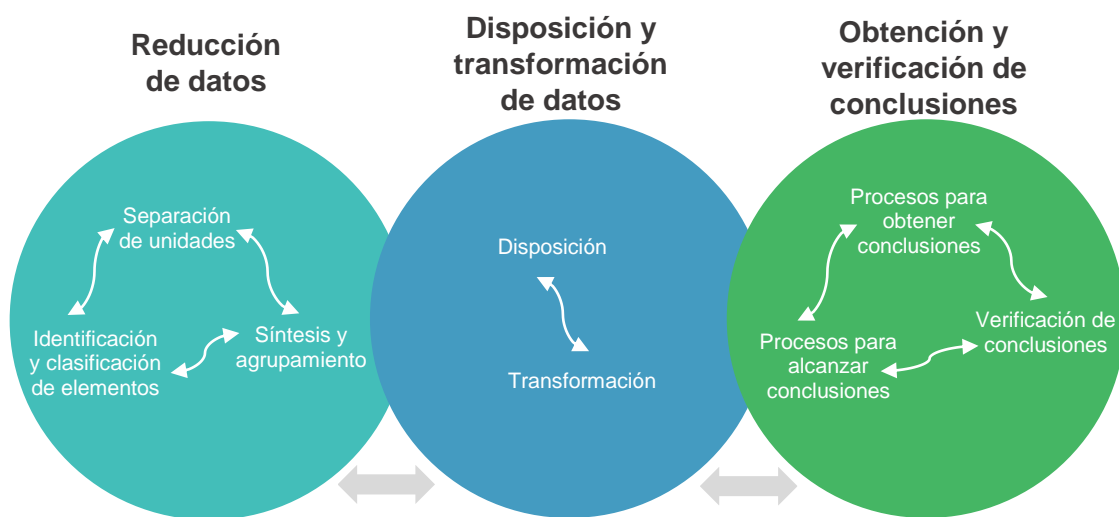 Reducción
de datos
Disposición y
transformación
de datos
Obtención y
verificación de
conclusiones
Separación
de unidades
Identificación
y clasificación
de elementos
Síntesis y
agrupamiento
Disposición
Transformación
Procesos para
obtener
conclusiones
Procesos para
alcanzar
conclusiones
Verificación de
conclusiones